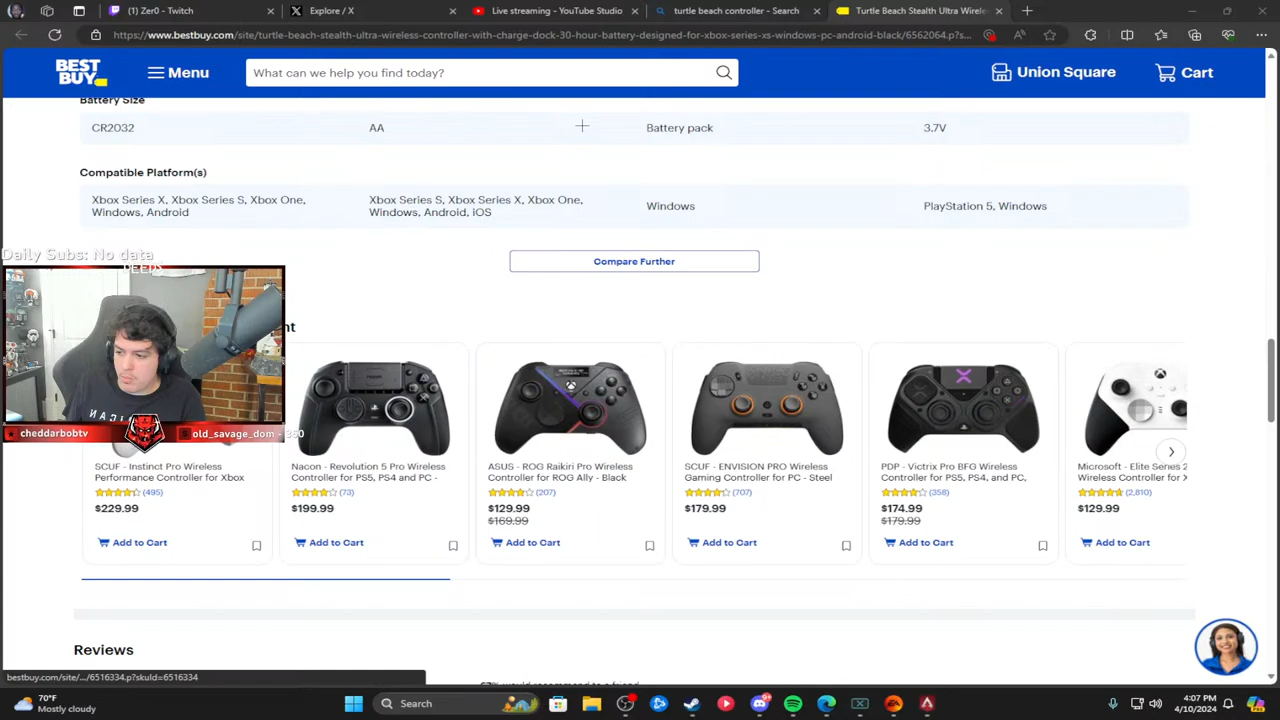 (1) Zer0 - Twitch
Explore / X
Live streaming - YouTube Studio
turtle beach controller - Search
Turtle Beach Stealth Ultra Wirele
https://www.bestbuy.com/site/turtle-beach-stealth-ultra-wireless-controller-with-charge-dock-30-hour-battery-designed-for-xbox-series-xs-windows-pc-android-black/6562064.p?s...
BEST BUY
Menu
What can we help you find today?
Union Square
Cart
Battery Size
CR2032
AA
Battery pack
3.7V
Compatible Platform(s)
Xbox Series X, Xbox Series S, Xbox One,
Windows, Android
Xbox Series S, Xbox Series X, Xbox One,
Windows, Android, iOS
Windows
PlayStation 5, Windows
Daily Subs: No data
PEEPS
Compare Further
nt
cheddarbobtv
old_savage_dom - 350
SCUF - Instinct Pro Wireless
Performance Controller for Xbox
(495)
$229.99
Add to Cart
Nacon - Revolution 5 Pro Wireless
Controller for PS5, PS4 and PC -
(73)
$199.99
Add to Cart
ASUS - ROG Raikiri Pro Wireless
Controller for ROG Ally - Black
(207)
$129.99
$169.99
Add to Cart
SCUF - ENVISION PRO Wireless
Gaming Controller for PC - Steel
(707)
$179.99
Add to Cart
PDP - Victrix Pro BFG Wireless
Controller for PS5, PS4, and PC,
(358)
$174.99
$179.99
Add to Cart
Microsoft - Elite Series 2
Wireless Controller for X
(2,810)
$129.99
Add to Cart
Reviews
would recommend to a friend
bestbuy.com/site/.../6516334.p?skuId=6516334
70°F
Mostly cloudy
Search
4:07 PM
4/10/2024